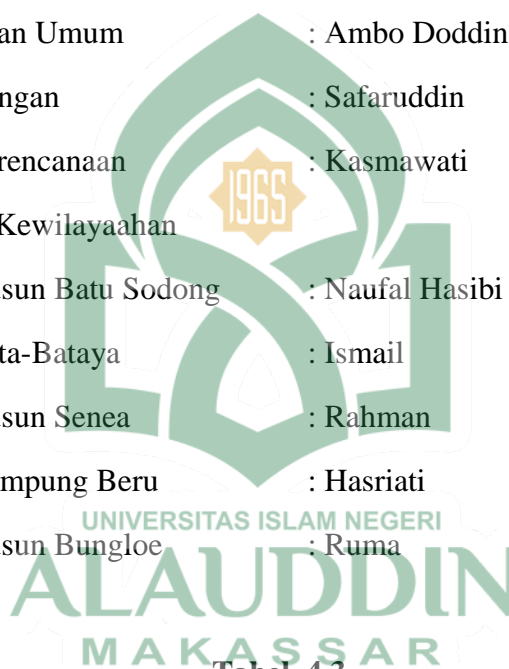 an Umum : Ambo Doddin
ngan : Safaruddin
rencanaan : Kasmawati
1965
Kewilayaahan
sun Batu Sodong : Naufal Hasibi
ta-Bataya : Ismail
sun Senea : Rahman
mpung Beru : Hasriati
UNIVERSITAS ISLAM NEGERI
sun Bungloe : Ruma
ALAUDDIN
MAKASSAR
Tabel 4.3